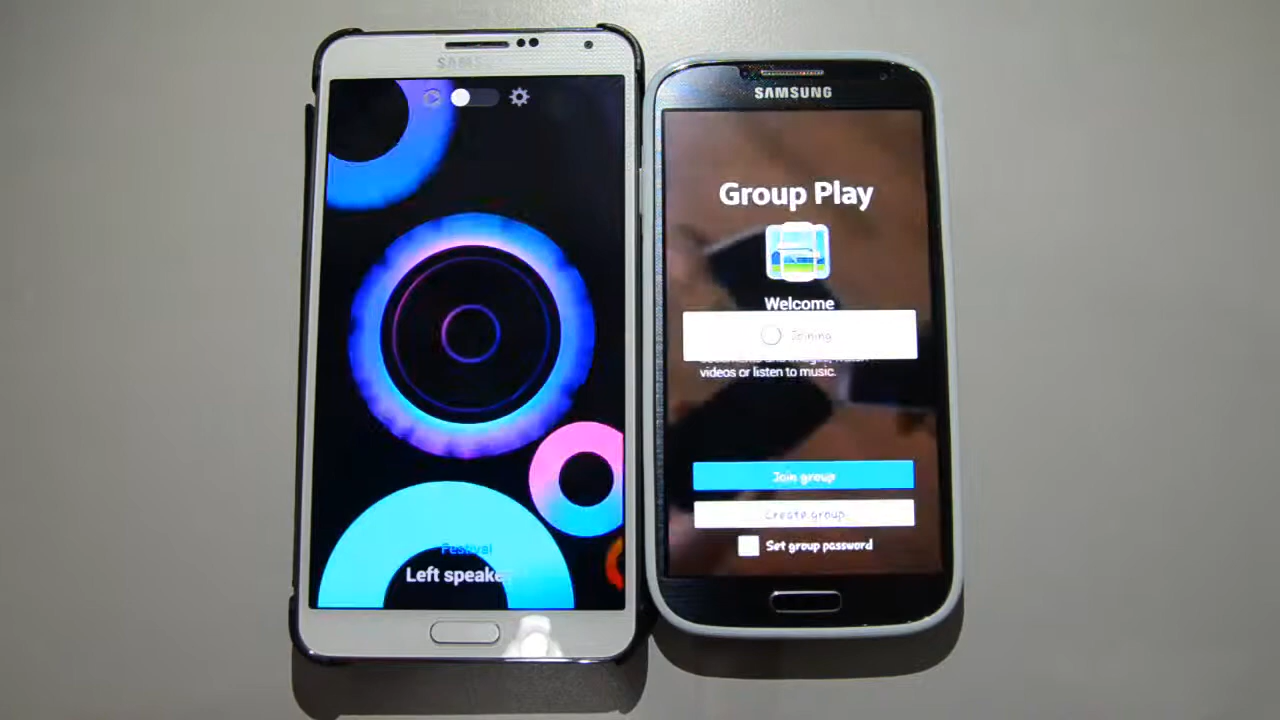 SAMSUNG
Festival
Left speaker
SAMSUNG
Group Play
Welcome
Joining
videos or listen to music.
Join group
Create group
Set group password